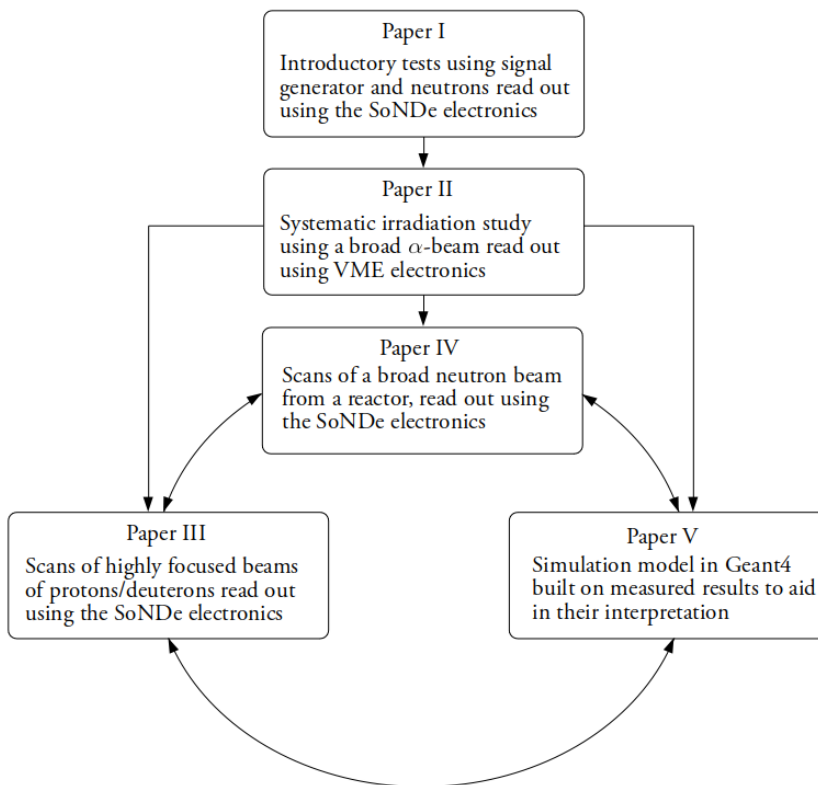 Paper I
Introductory tests using signal
generator and neutrons read out
using the SoNDe electronics
Paper II
Systematic irradiation study
using a broad α-beam read out
using VME electronics
Paper IV
Scans of a broad neutron beam
from a reactor, read out using
the SoNDe electronics
Paper III
Scans of highly focused beams
of protons/deuterons read out
using the SoNDe electronics
Paper V
Simulation model in Geant4
built on measured results to aid
in their interpretation